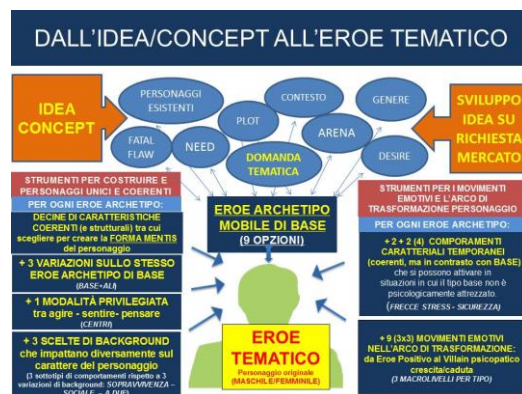 DALL'IDEA/CONCEPT ALL'EROE TEMATICO
IDEA
CONCEPT
PERSONAGGI
ESISTENTI
FATAL
FLAW
NEED
PLOT
CONTESTO
DOMANDA
TEMATICA
ARENA
GENERE
DESIRE
SVILUPPO
IDEA SU
RICHIESTA
MERCATO
STRUMENTI PER COSTRUIRE E
PERSONAGGI UNICI E COERENTI
PER OGNI EROE ARCHETIPO:
DECINE DI CARATTERISTICHE
COERENTI (e strutturali) tra cui
scegliere per creare la FORMA MENTIS del
personaggio
+ 3 VARIAZIONI SULLO STESSO
EROE ARCHETIPO DI BASE
(BASE+ALI)
+ 1 MODALITÀ PRIVILEGIATA
tra agire - sentire- pensare
(CENTRI)
+ 3 SCELTE DI BACKGROUND
che impattano diversamente sul
carattere del personaggio
(3 sottotipi di comportamenti rispetto a 3
variazioni di background: SOPRAVVIVENZA –
SOCIALE – A DUE)
EROE ARCHETIPO
MOBILE DI BASE
(9 OPZIONI)
EROE
TEMATICO
Personaggio originale
(MASCHILE/FEMMINILE)
STRUMENTI PER I MOVIMENTI
EMOTIVI E L'ARCO DI
TRASFORMAZIONE PERSONAGGIO
PER OGNI EROE ARCHETIPO:
+ 2 + 2 (4) COMPORAMENTI
CARATTERIALI TEMPORANEI
(coerenti, ma in contrasto con BASE)
che si possono attivare in
situazioni in cui il tipo base non è
psicologicamente attrezzato.
(FRECCE STRESS - SICUREZZA)
+ 9 (3x3) MOVIMENTI EMOTIVI
NELL'ARCO DI TRASFORMAZIONE:
da Eroe Positivo al Villain psicopatico
crescita/caduta
(3 MACROLIVELLI PER TIPO)